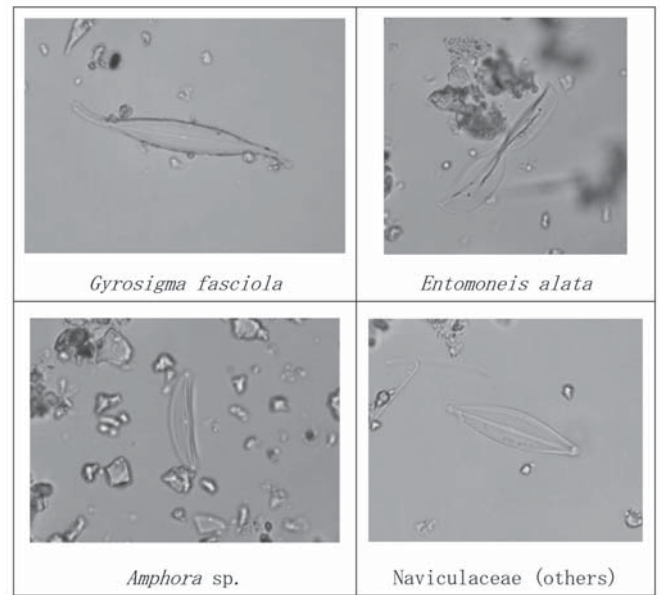 Gyrosigma fasciola
Entomoneis alata
Amphora sp.
Naviculaceae (others)